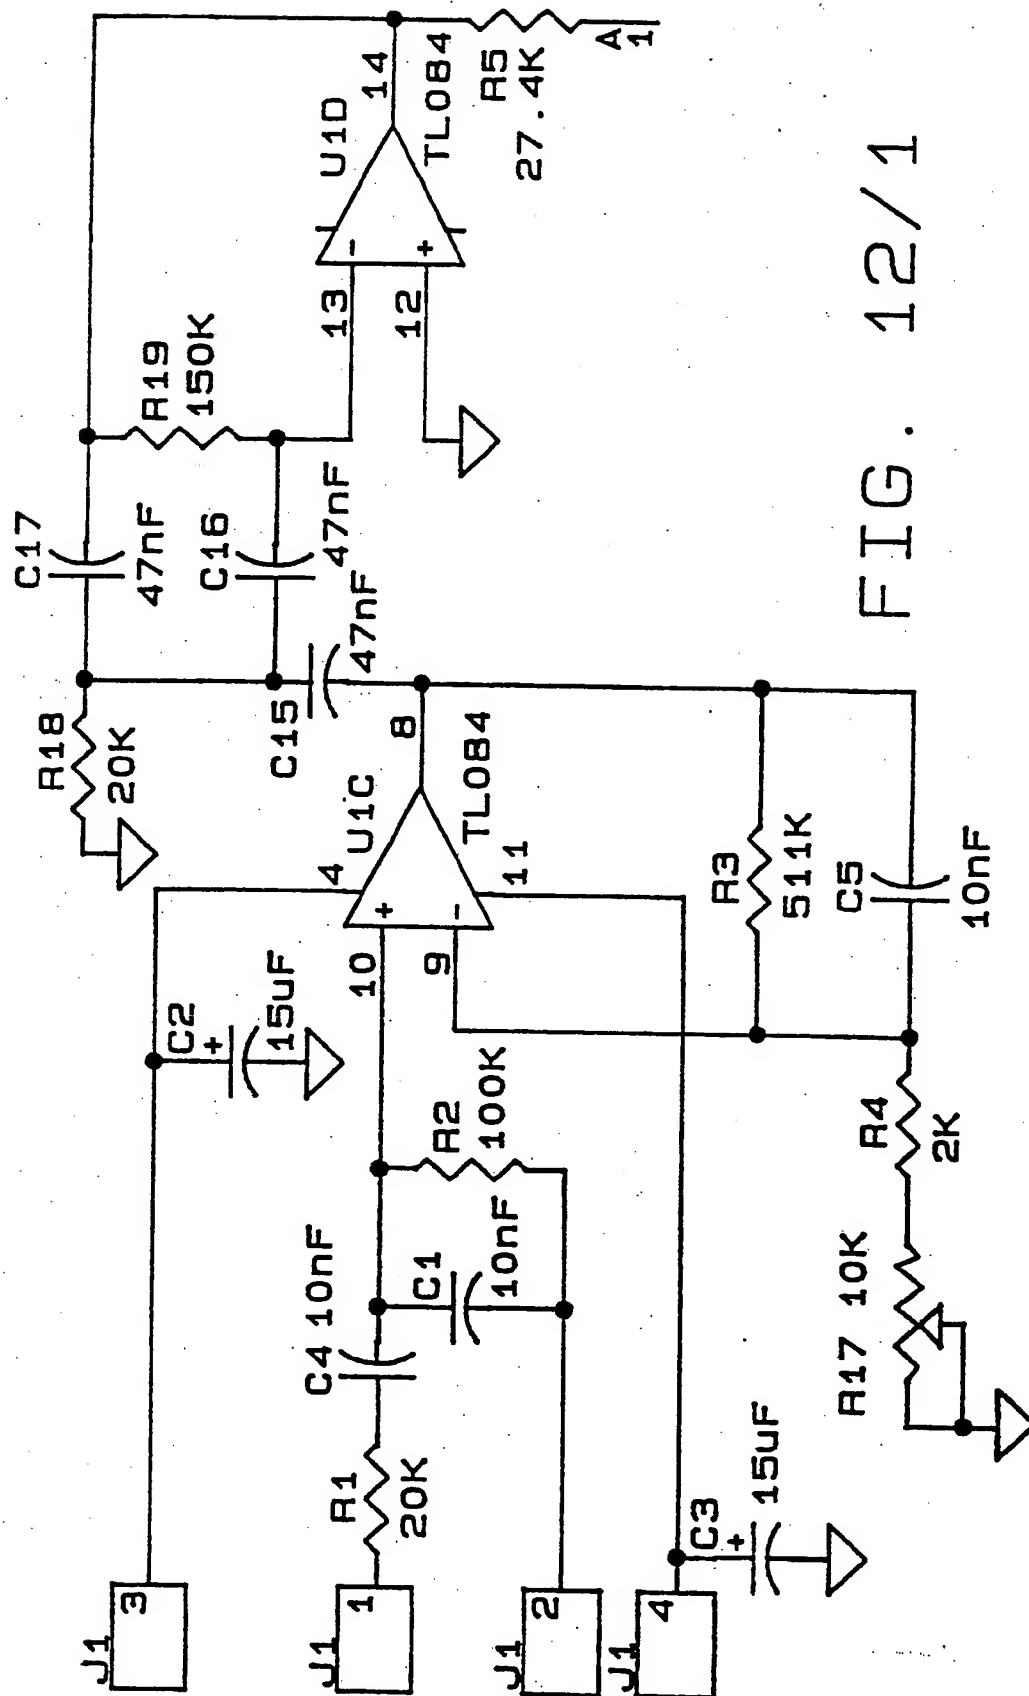 J1
3
C2
+
15uF
4
R18
20K
C17
47nF
R19
150K
C16
47nF
C15
47nF
U1D
TL084
-
+
13
12
14
R5
27.4K
A
1
J1
1
R1
20K
C4 10nF
C1
10nF
R2
100K
10
9
+
-
U1C
TL084
8
11
J1
2
J1
4
C3
+
15uF
R3
511K
C5
10nF
R17 10K
R4
2K
FIG. 12/1